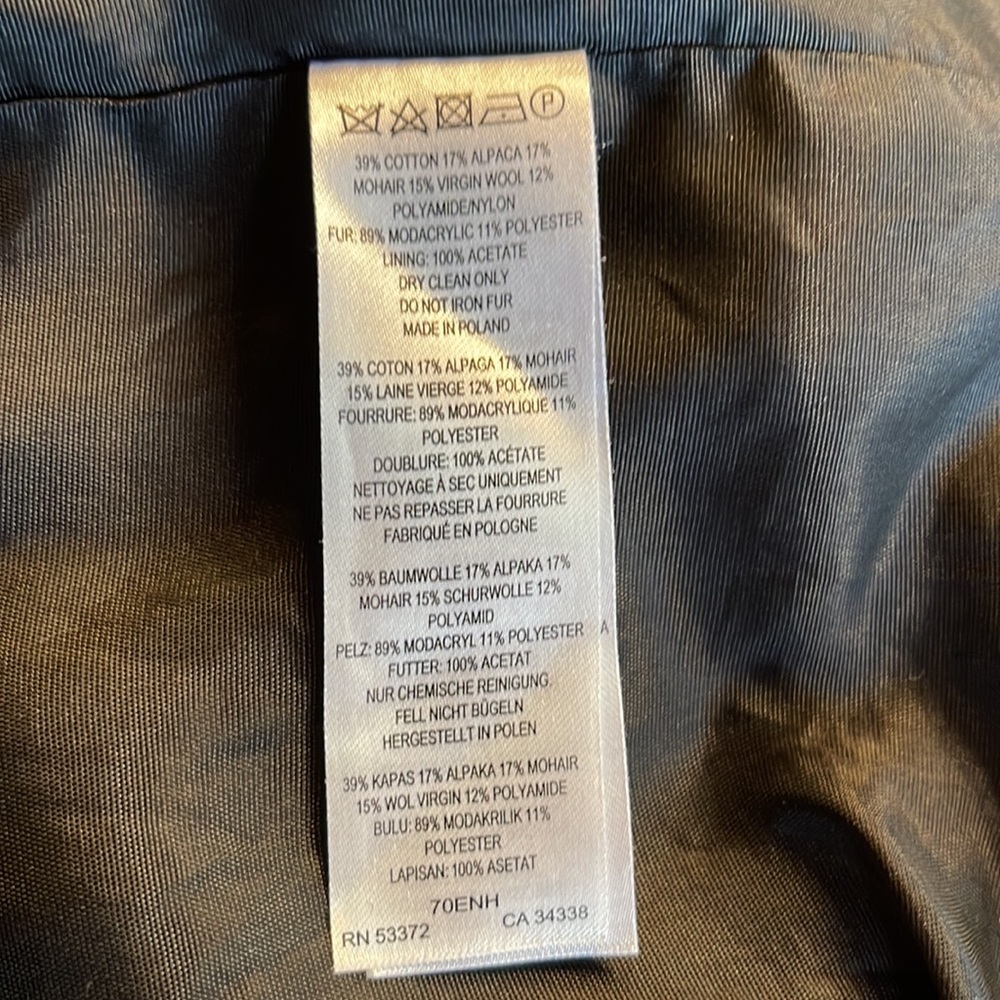 P
39% COTTON 17% ALPACA 17%
MOHAIR 15% VIRGIN WOOL 12%
POLYAMIDE/NYLON
FUR: 89% MODACRYLIC 11% POLYESTER
LINING: 100% ACETATE
DRY CLEAN ONLY
DO NOT IRON FUR
MADE IN POLAND
39% COTON 17% ALPAGA 17% MOHAIR
15% LAINE VIERGE 12% POLYAMIDE
FOURRURE: 89% MODACRYLIQUE 11%
POLYESTER
DOUBLURE: 100% ACÉTATE
NETTOYAGE À SEC UNIQUEMENT
NE PAS REPASSER LA FOURRURE
FABRIQUÉ EN POLOGNE
39% BAUMWOLLE 17% ALPAKA 17%
MOHAIR 15% SCHURWOLLE 12%
POLYAMID
PELZ: 89% MODACRYL 11% POLYESTER A
FUTTER: 100% ACETAT
NUR CHEMISCHE REINIGUNG.
FELL NICHT BÜGELN
HERGESTELLT IN POLEN
39% KAPAS 17% ALPAKA 17% MOHAIR
15% WOL VIRGIN 12% POLYAMIDE
BULU: 89% MODAKRILIK 11%
POLYESTER
LAPISAN: 100% ASETAT
70ENH
RN 53372 CA 34338